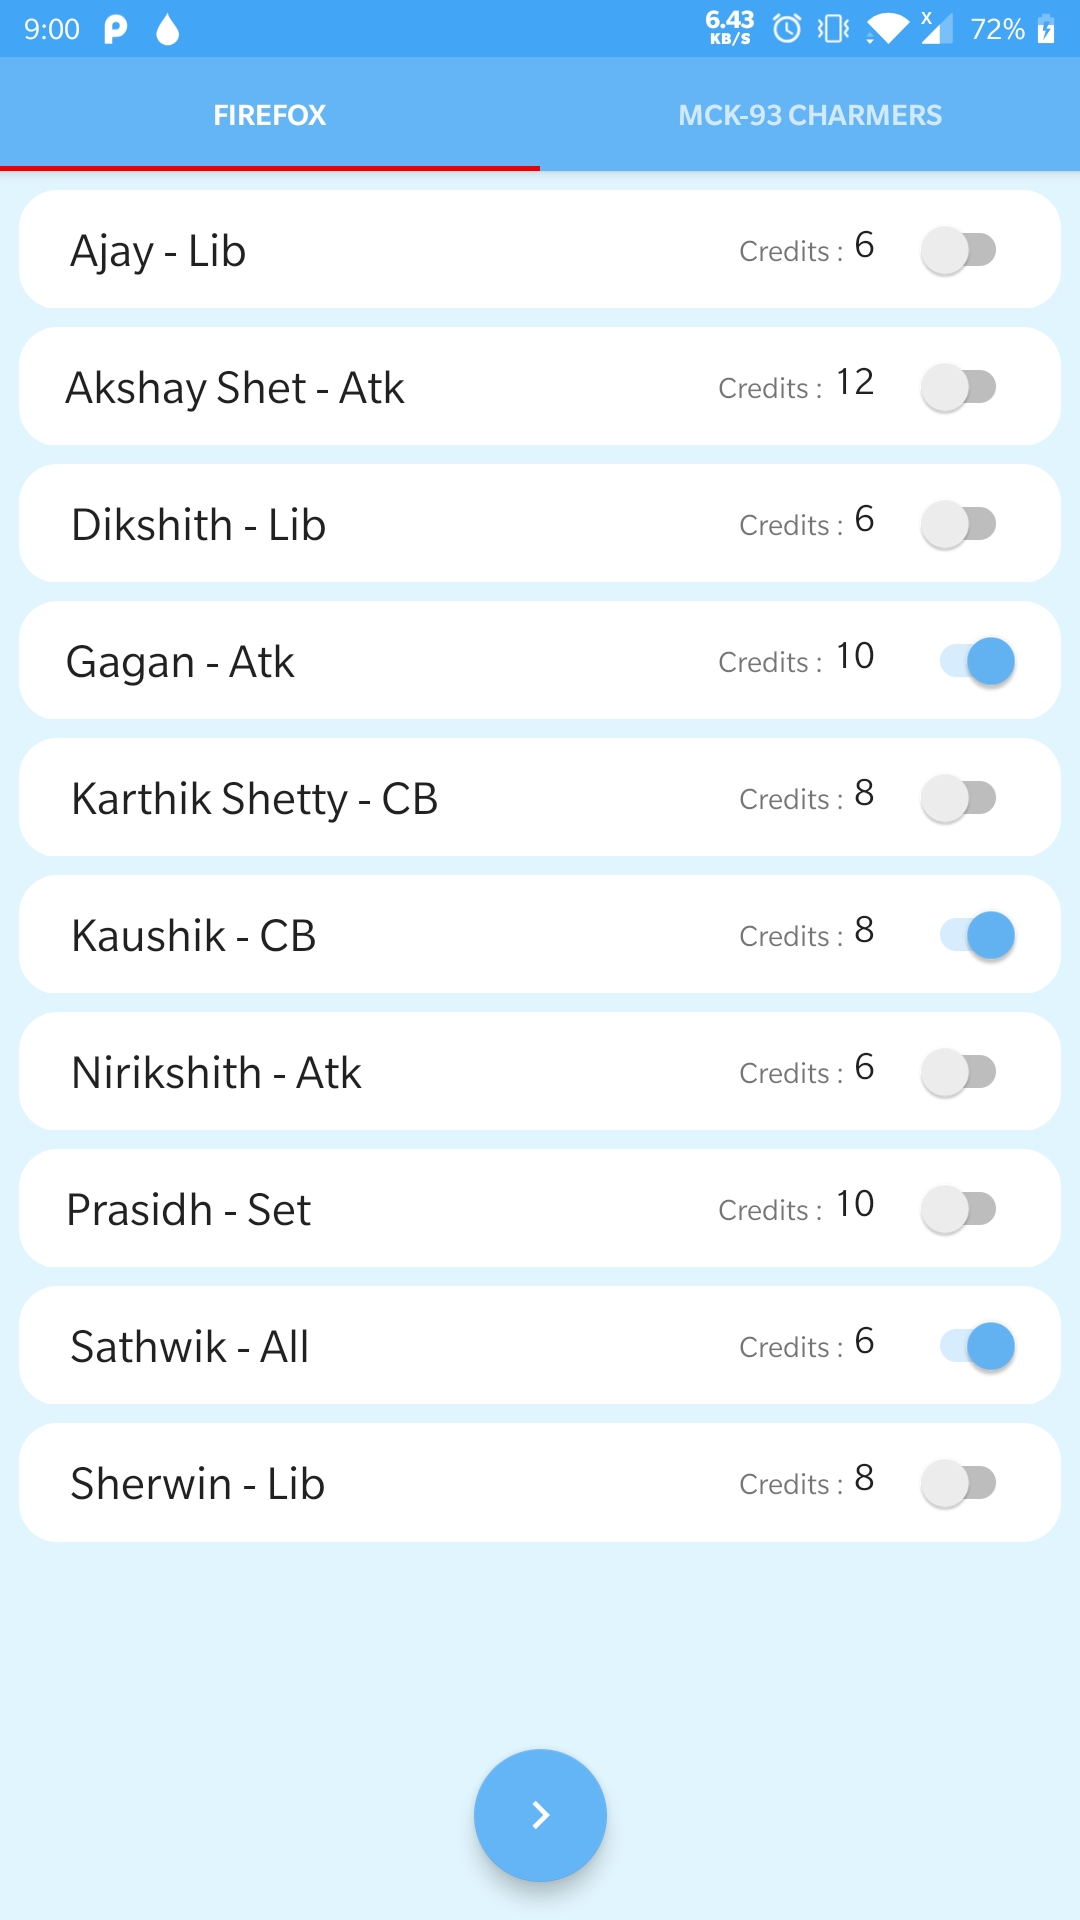 9:00 6.43 KB/S X 72%
FIREFOX MCK-93 CHARMERS
Ajay - Lib Credits : 6
Akshay Shet - Atk Credits : 12
Dikshith - Lib Credits : 6
Gagan - Atk Credits : 10
Karthik Shetty - CB Credits : 8
Kaushik - CB Credits : 8
Nirikshith - Atk Credits : 6
Prasidh - Set Credits : 10
Sathwik - All Credits : 6
Sherwin - Lib Credits : 8